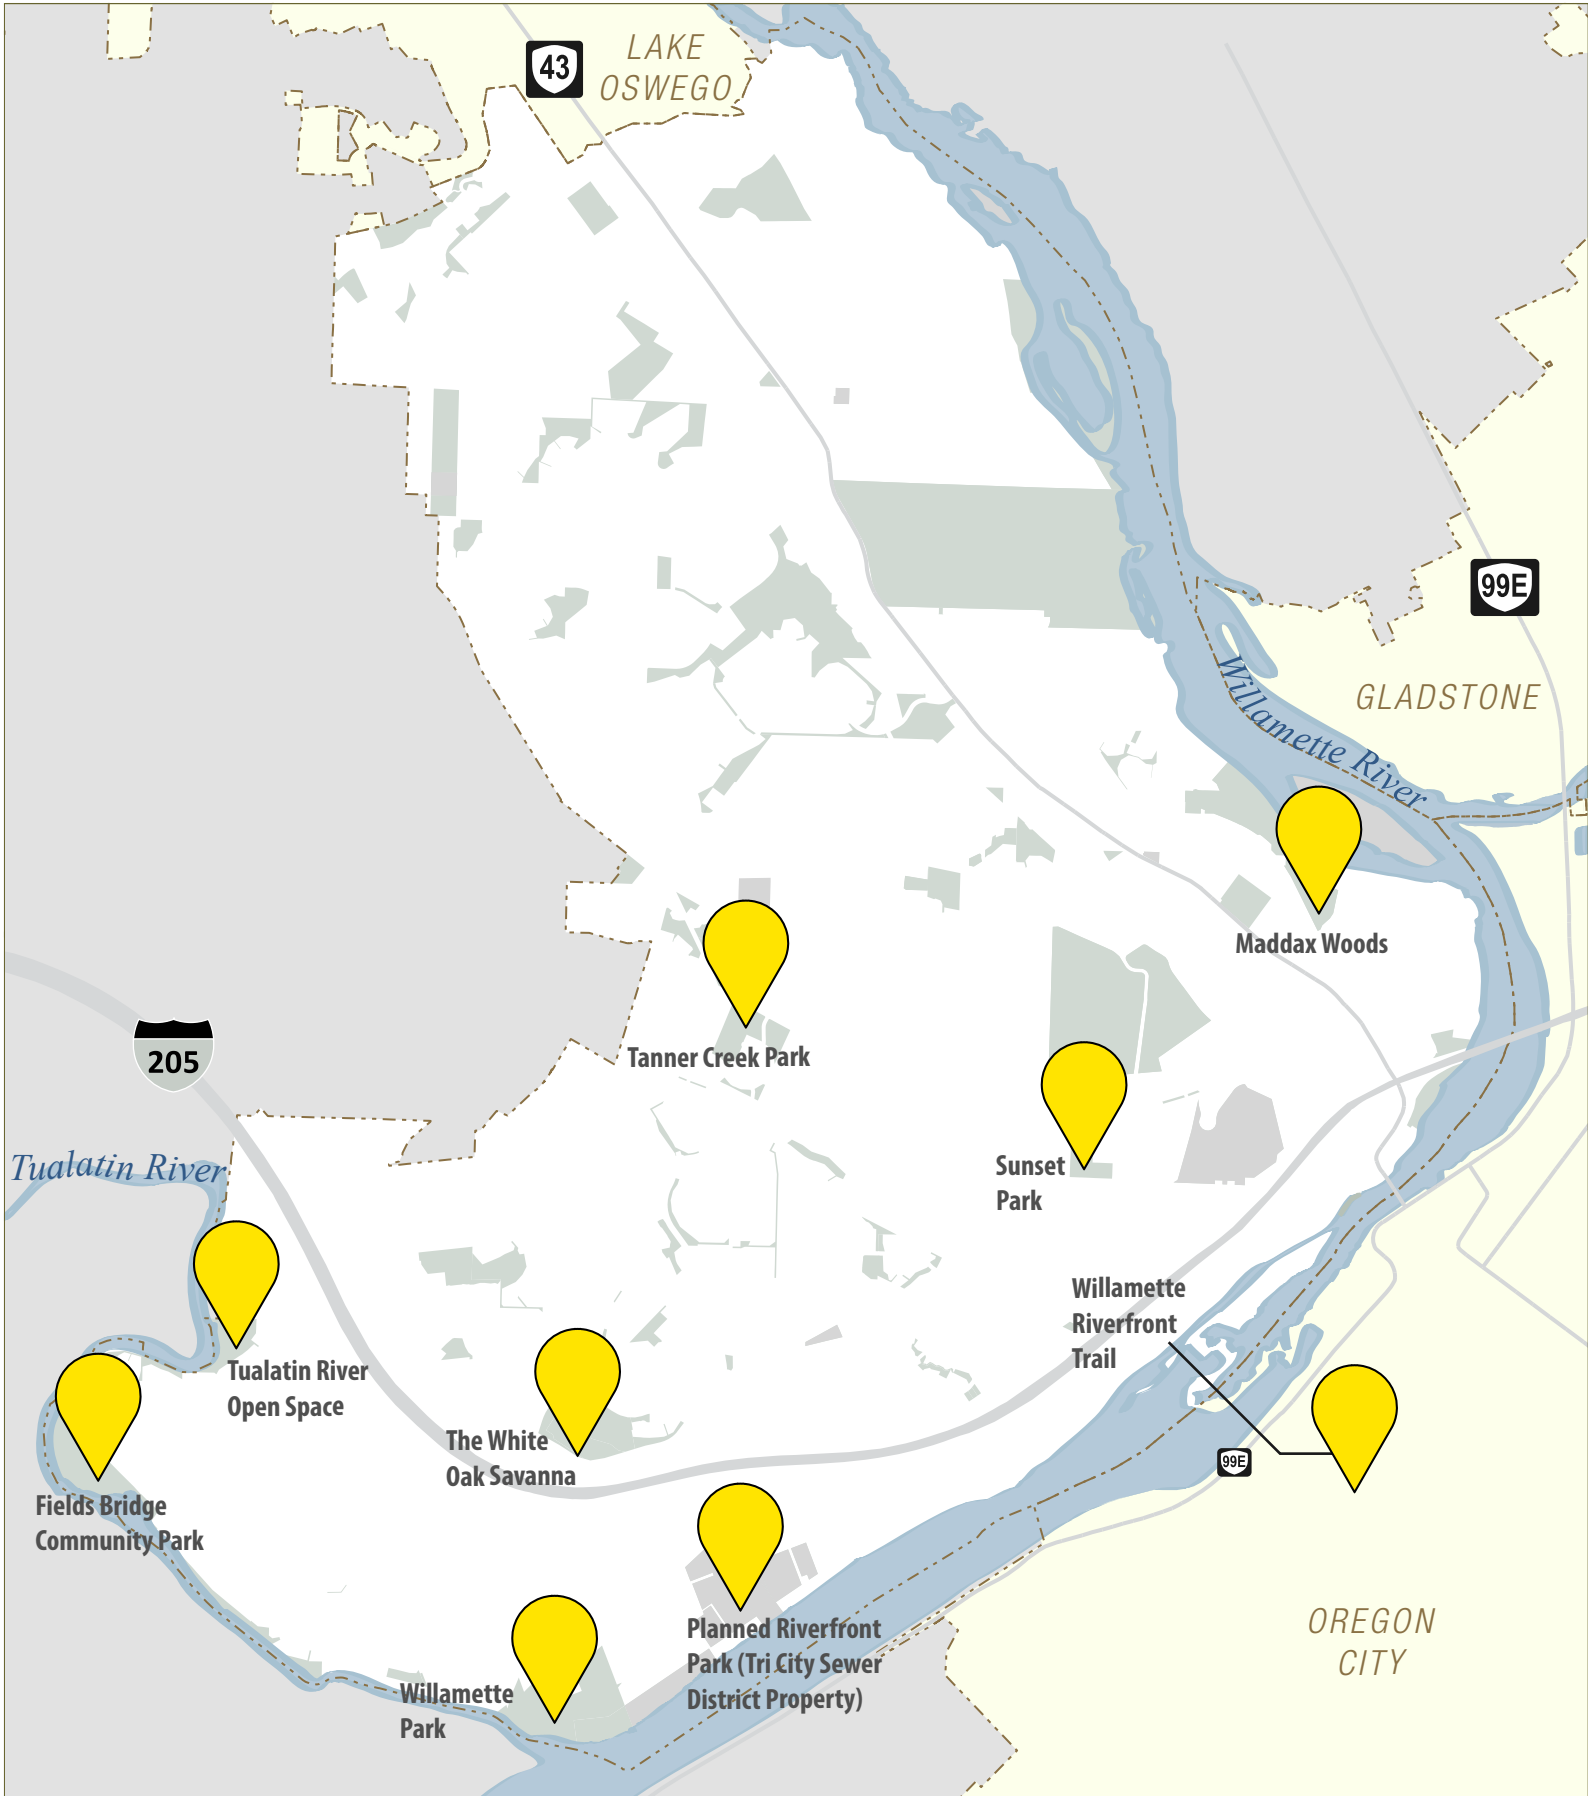 43
LAKE
OSWEGO
99E
GLADSTONE
Willamette River
Maddax Woods
Tanner Creek Park
205
Tualatin River
Sunset
Park
Willamette
Riverfront
Trail
Tualatin River
Open Space
The White
Oak Savanna
99E
Fields Bridge
Community Park
Planned Riverfront
Park (Tri City Sewer
District Property)
OREGON
CITY
Willamette
Park